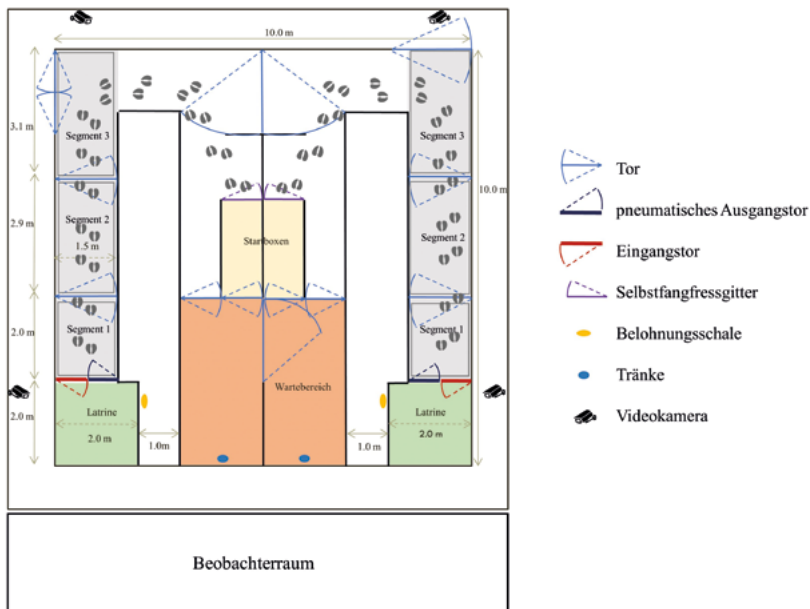 10.0 m
3.1 m
2.9 m
2.0 m
2.0 m
10.0 m
Segment 3
Segment 3
Segment 2
Segment 2
1.5 m
Startboxen
Segment 1
Segment 1
Wartebereich
Latrine
Latrine
2.0 m
1.0m
1.0 m
2.0 m
Beobachterraum
Tor
pneumatisches Ausgangstor
Eingangstor
Selbstfangfressgitter
Belohnungsschale
Tränke
Videokamera